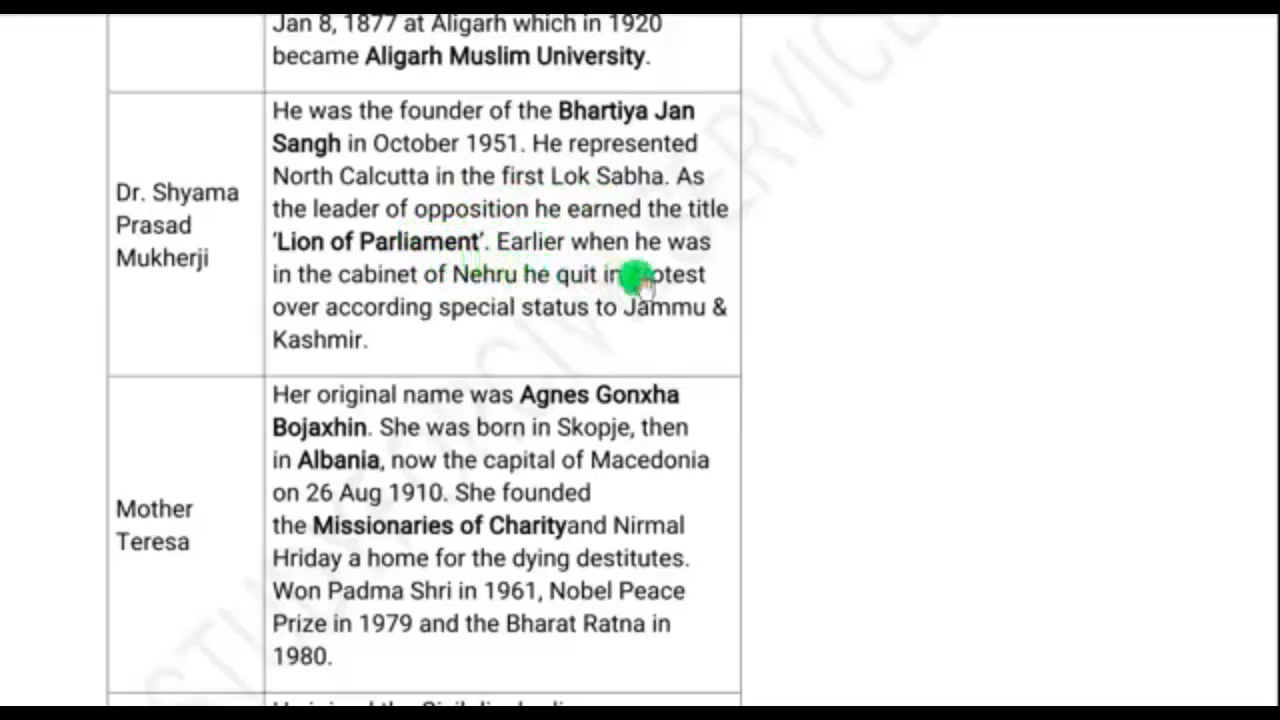 Jan 8, 1877 at Aligarh which in 1920
became Aligarh Muslim University.
Dr. Shyama
Prasad
Mukherji
He was the founder of the Bhartiya Jan
Sangh in October 1951. He represented
North Calcutta in the first Lok Sabha. As
the leader of opposition he earned the title
‘Lion of Parliament’. Earlier when he was
in the cabinet of Nehru he quit in protest
over according special status to Jammu &
Kashmir.
Mother
Teresa
Her original name was Agnes Gonxha
Bojaxhin. She was born in Skopje, then
in Albania, now the capital of Macedonia
on 26 Aug 1910. She founded
the Missionaries of Charityand Nirmal
Hriday a home for the dying destitutes.
Won Padma Shri in 1961, Nobel Peace
Prize in 1979 and the Bharat Ratna in
1980.